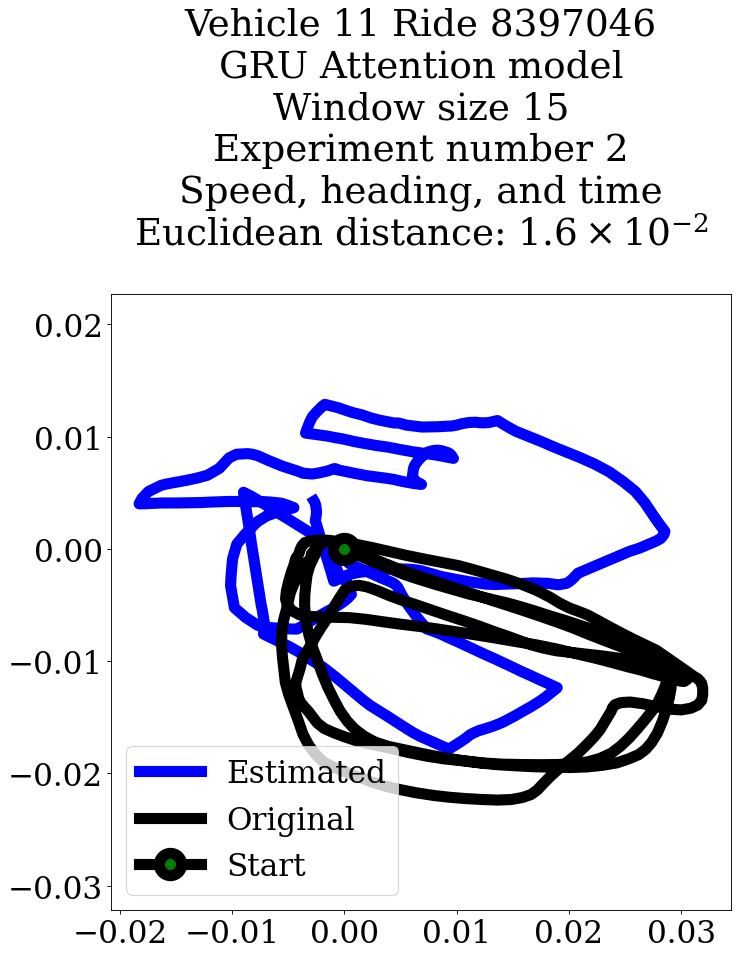 Vehicle 11 Ride 8397046
GRU Attention model
Window size 15
Experiment number 2
Speed, heading, and time
Euclidean distance: 1.6 × 10⁻²
0.02
0.01
0.00
−0.01
−0.02
−0.03
Estimated
Original
Start
−0.02 −0.01 0.00 0.01 0.02 0.03